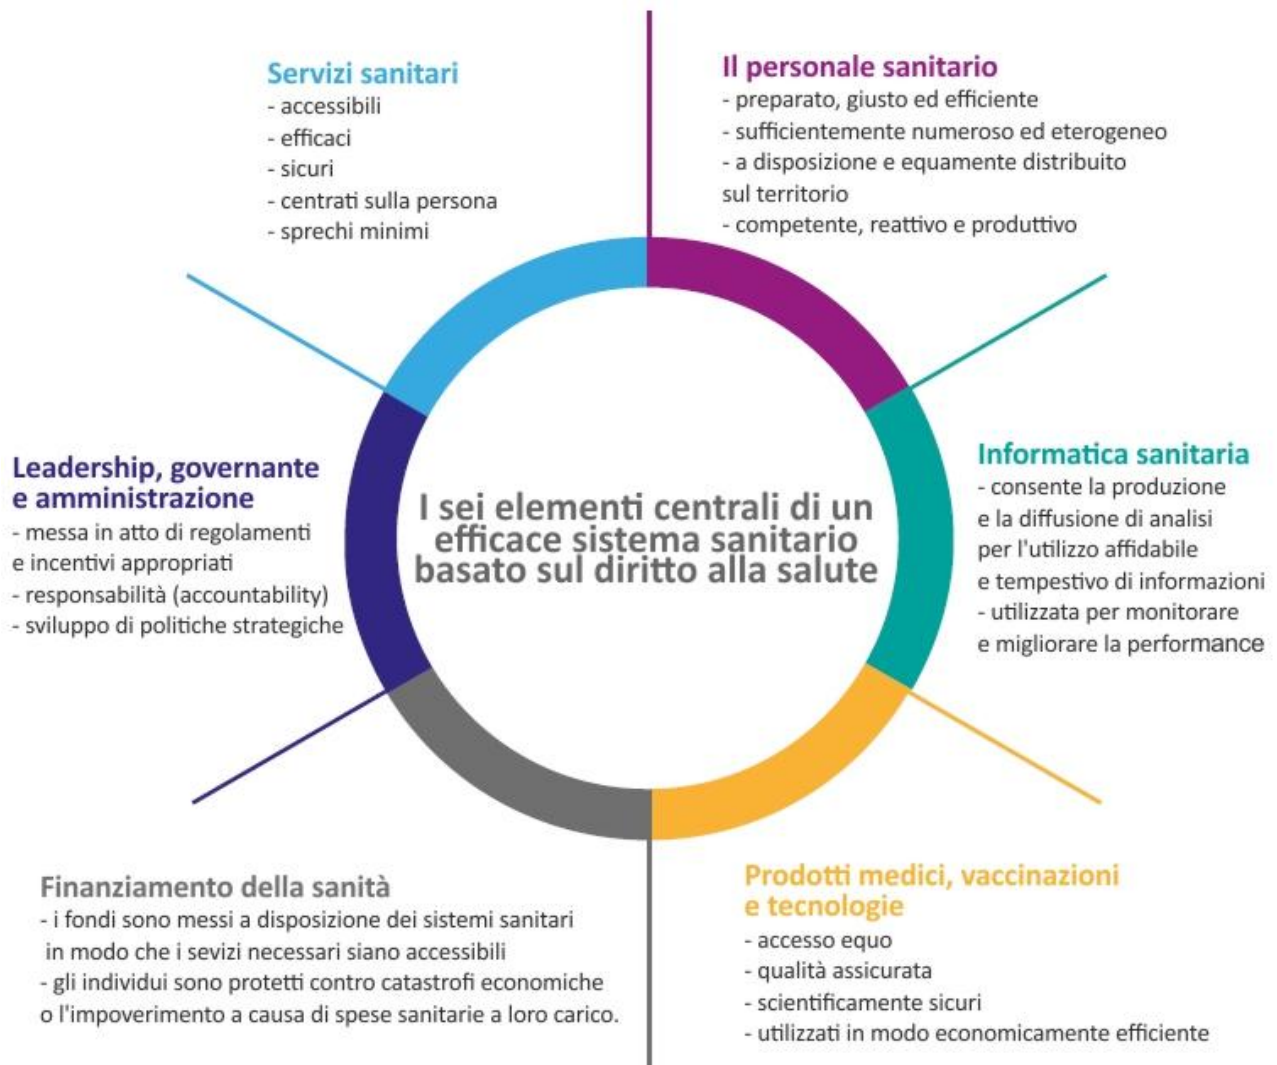 Servizi sanitari
- accessibili
- efficaci
- sicuri
- centrati sulla persona
- sprechi minimi
Il personale sanitario
- preparato, giusto ed efficiente
- sufficientemente numeroso ed eterogeneo
- a disposizione e equamente distribuito
sul territorio
- competente, reattivo e produttivo
Leadership, governante
e amministrazione
- messa in atto di regolamenti
e incentivi appropriati
- responsabilità (accountability)
- sviluppo di politiche strategiche
I sei elementi centrali di un
efficace sistema sanitario
basato sul diritto alla salute
Informatica sanitaria
- consente la produzione
e la diffusione di analisi
per l'utilizzo affidabile
e tempestivo di informazioni
- utilizzata per monitorare
e migliorare la performance
Finanziamento della sanità
- i fondi sono messi a disposizione dei sistemi sanitari
in modo che i sevizi necessari siano accessibili
- gli individui sono protetti contro catastrofi economiche
o l'impoverimento a causa di spese sanitarie a loro carico.
Prodotti medici, vaccinazioni
e tecnologie
- accesso equo
- qualità assicurata
- scientificamente sicuri
- utilizzati in modo economicamente efficiente